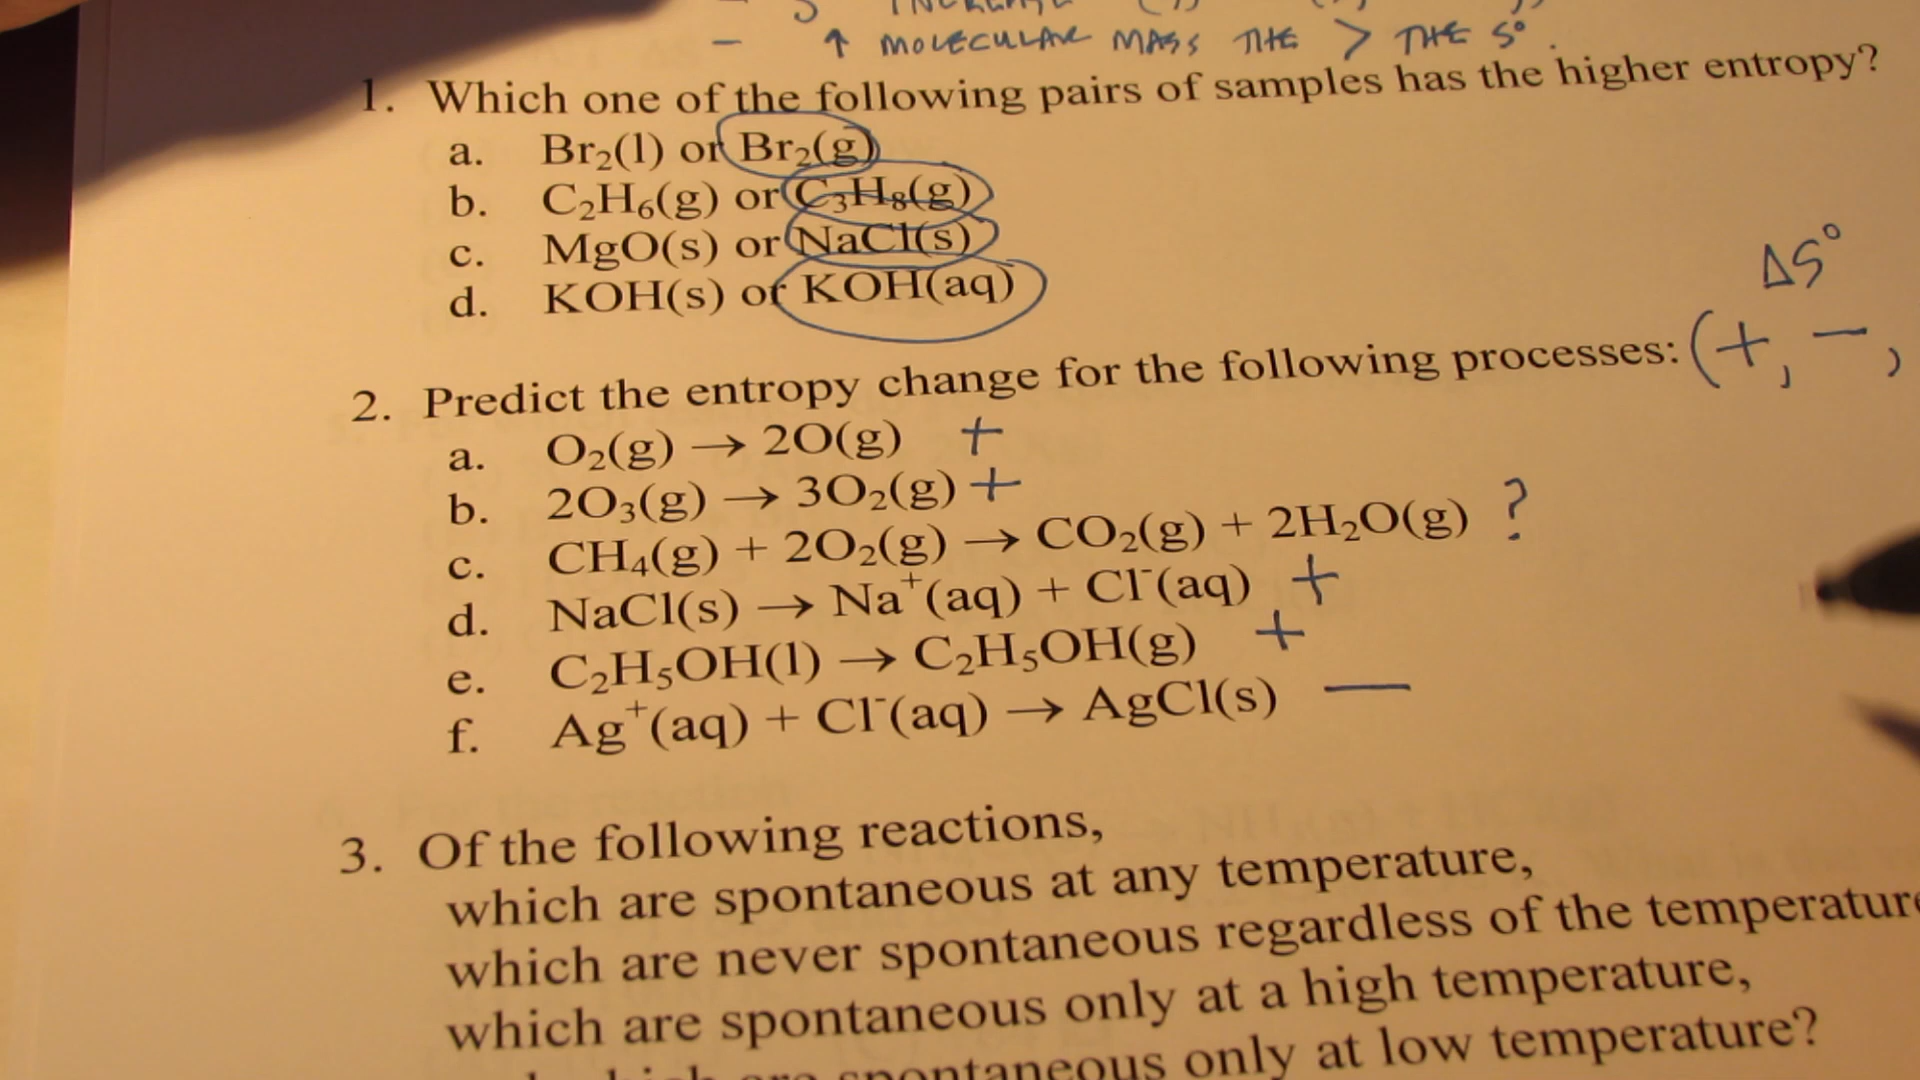 INCREASE
- ↑ MOLECULAR MASS THE > THE S°
1. Which one of the following pairs of samples has the higher entropy?
a. Br₂(l) or Br₂(g)
b. C₂H₆(g) or C₃H₈(g)
c. MgO(s) or NaCl(s)
d. KOH(s) or KOH(aq)
ΔS°
2. Predict the entropy change for the following processes: (+, -,
a. O₂(g) → 2O(g) +
b. 2O₃(g) → 3O₂(g) +
c. CH₄(g) + 2O₂(g) → CO₂(g) + 2H₂O(g) ?
d. NaCl(s) → Na⁺(aq) + Cl⁻(aq) +
e. C₂H₅OH(l) → C₂H₅OH(g) +
f. Ag⁺(aq) + Cl⁻(aq) → AgCl(s) —
3. Of the following reactions,
which are spontaneous at any temperature,
which are never spontaneous regardless of the temperature
which are spontaneous only at a high temperature,
which are spontaneous only at low temperature?